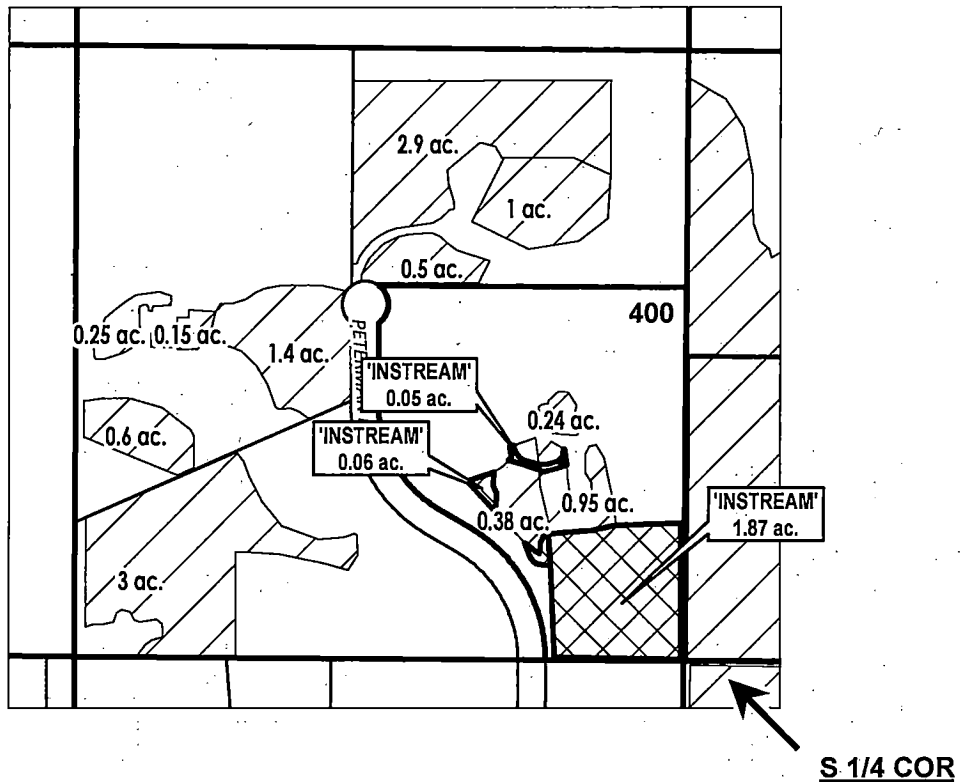 2.9 ac.
1 ac.
0.5 ac.
400
0.25 ac.
0.15 ac.
1.4 ac.
'INSTREAM'
0.05 ac.
0.24 ac.
0.6 ac.
'INSTREAM'
0.06 ac.
0.95 ac.
0.38 ac.
'INSTREAM'
1.87 ac.
3 ac.
S 1/4 COR